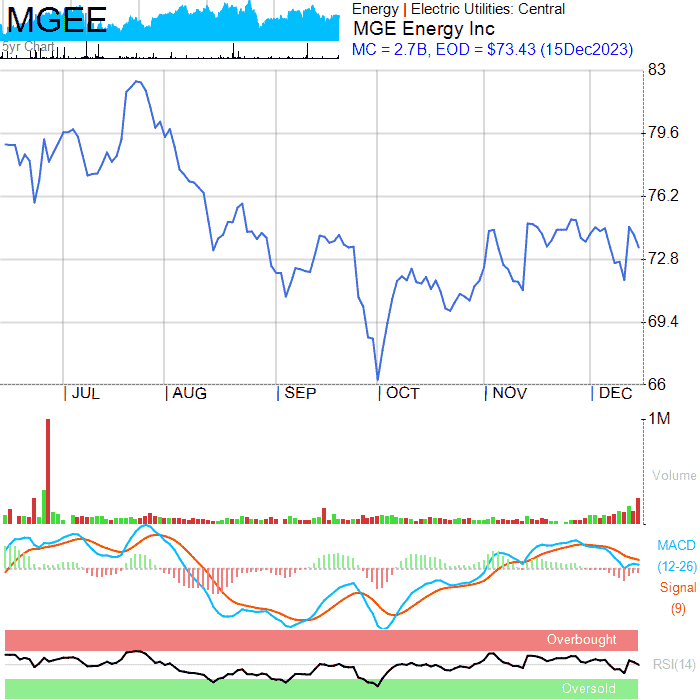 MGEE
5yr Chart
Energy | Electric Utilities: Central
MGE Energy Inc
MC = 2.7B, EOD = $73.43 (15Dec2023)
83
79.6
76.2
72.8
69.4
66
JUL
AUG
SEP
OCT
NOV
DEC
1M
Volume
MACD
(12-26)
Signal
(9)
Overbought
RSI(14)
Oversold